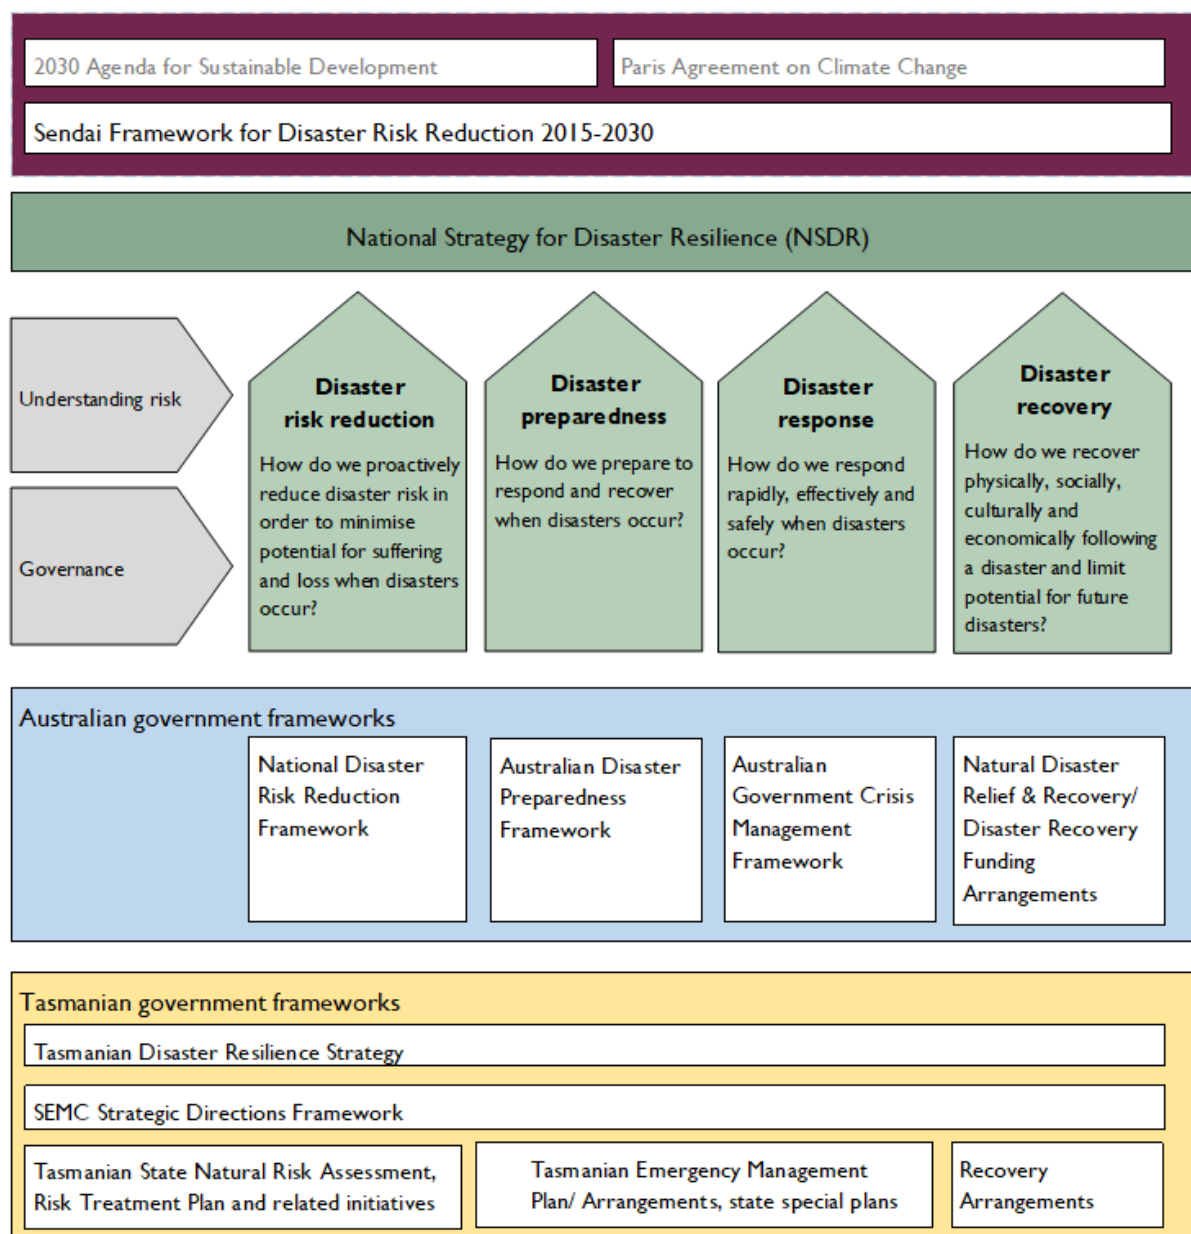 2030 Agenda for Sustainable Development
Paris Agreement on Climate Change
Sendai Framework for Disaster Risk Reduction 2015-2030
National Strategy for Disaster Resilience (NSDR)
Understanding risk
Governance
Disaster
risk reduction
How do we proactively
reduce disaster risk in
order to minimise
potential for suffering
and loss when disasters
occur?
Disaster
preparedness
How do we prepare to
respond and recover
when disasters occur?
Disaster
response
How do we respond
rapidly, effectively and
safely when disasters
occur?
Disaster
recovery
How do we recover
physically, socially,
culturally and
economically following
a disaster and limit
potential for future
disasters?
Australian government frameworks
National Disaster
Risk Reduction
Framework
Australian Disaster
Preparedness
Framework
Australian
Government Crisis
Management
Framework
Natural Disaster
Relief & Recovery/
Disaster Recovery
Funding
Arrangements
Tasmanian government frameworks
Tasmanian Disaster Resilience Strategy
SEMC Strategic Directions Framework
Tasmanian State Natural Risk Assessment,
Risk Treatment Plan and related initiatives
Tasmanian Emergency Management
Plan/ Arrangements, state special plans
Recovery
Arrangements